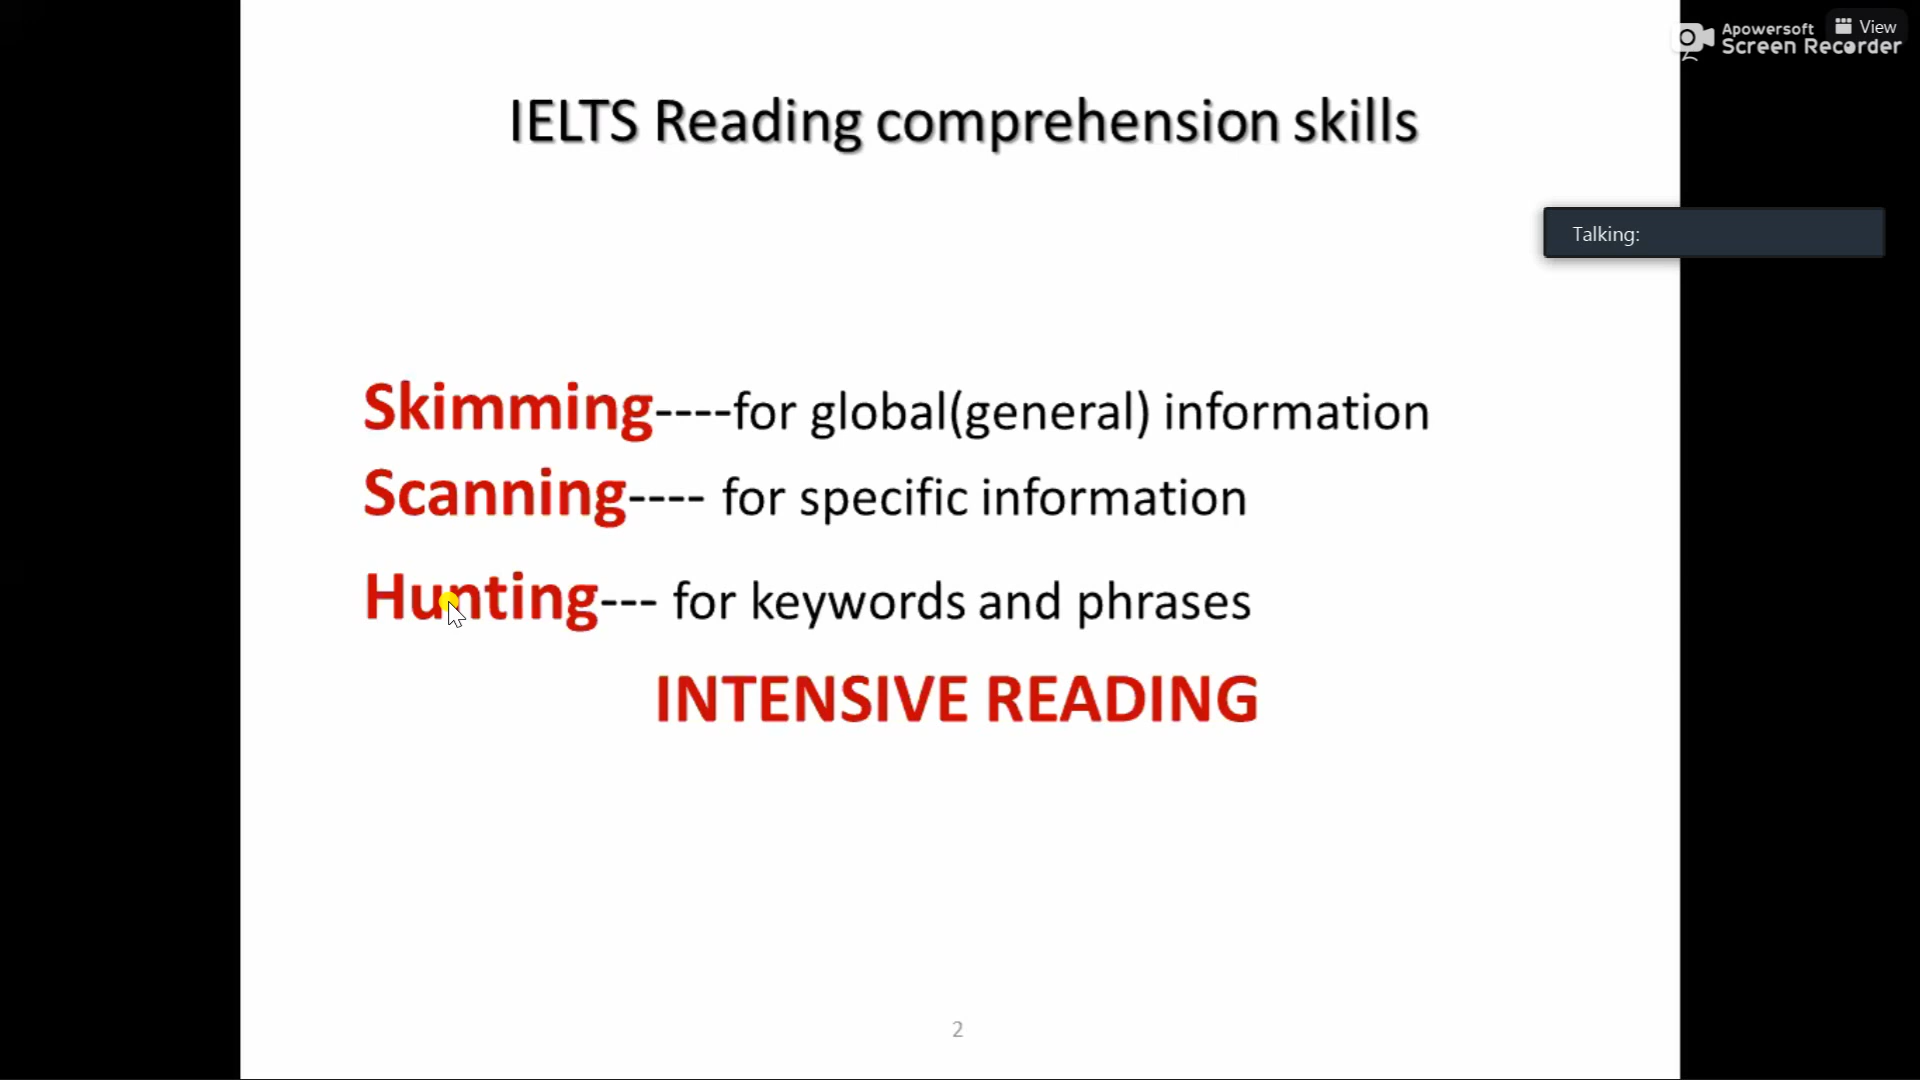 View
Apowersoft
Screen Recorder
IELTS Reading comprehension skills
Talking:
Skimming----for global(general) information
Scanning---- for specific information
Hunting--- for keywords and phrases
INTENSIVE READING
2